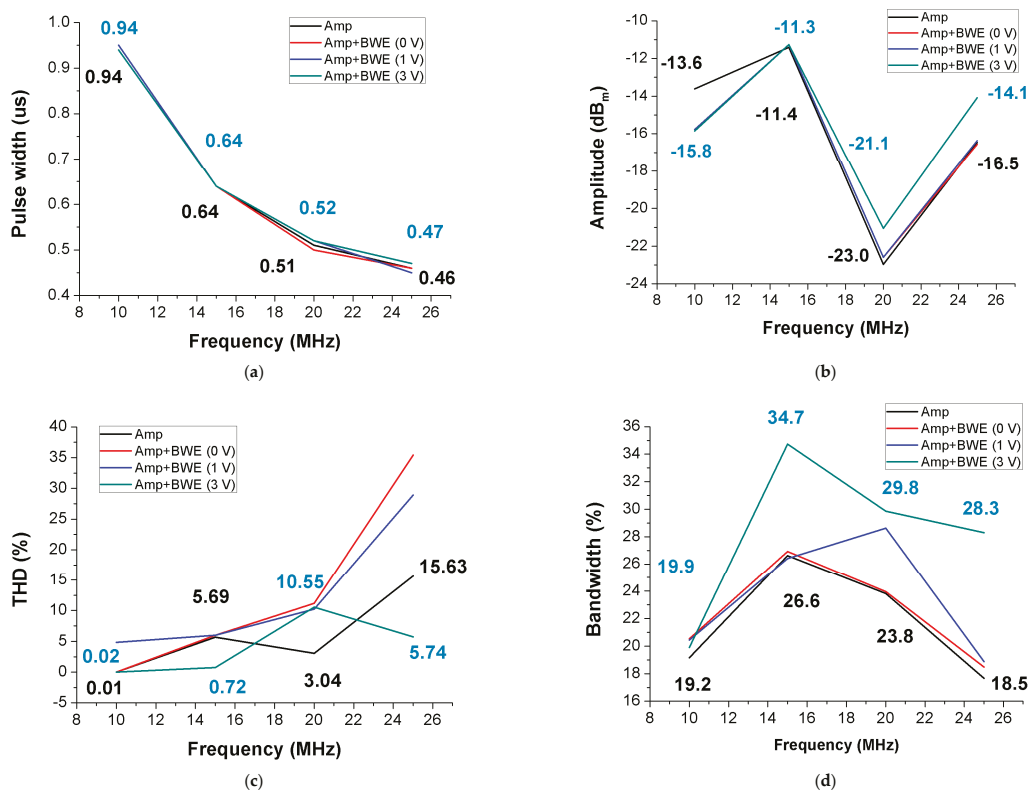 1.0
0.9
0.8
0.7
0.6
0.5
0.4
Pulse width (us)
0.94
0.94
0.64
0.64
0.52
0.51
0.47
0.46
Amp
Amp+BWE (0 V)
Amp+BWE (1 V)
Amp+BWE (3 V)
8 10 12 14 16 18 20 22 24 26
Frequency (MHz)
(a)
-10
-12
-14
-16
-18
-20
-22
-24
Amplitude (dBm)
-11.3
-13.6
-15.8
-11.4
-21.1
-23.0
-14.1
-16.5
Amp
Amp+BWE (0 V)
Amp+BWE (1 V)
Amp+BWE (3 V)
8 10 12 14 16 18 20 22 24 26
Frequency (MHz)
(b)
40
35
30
25
20
15
10
5
0
-5
THD (%)
Amp
Amp+BWE (0 V)
Amp+BWE (1 V)
Amp+BWE (3 V)
5.69
10.55
15.63
0.02
0.01
0.72
3.04
5.74
8 10 12 14 16 18 20 22 24 26
Frequency (MHz)
(c)
36
34
32
30
28
26
24
22
20
18
16
Bandwidth (%)
Amp
Amp+BWE (0 V)
Amp+BWE (1 V)
Amp+BWE (3 V)
34.7
29.8
28.3
19.9
26.6
23.8
19.2
18.5
8 10 12 14 16 18 20 22 24 26
Frequency (MHz)
(d)